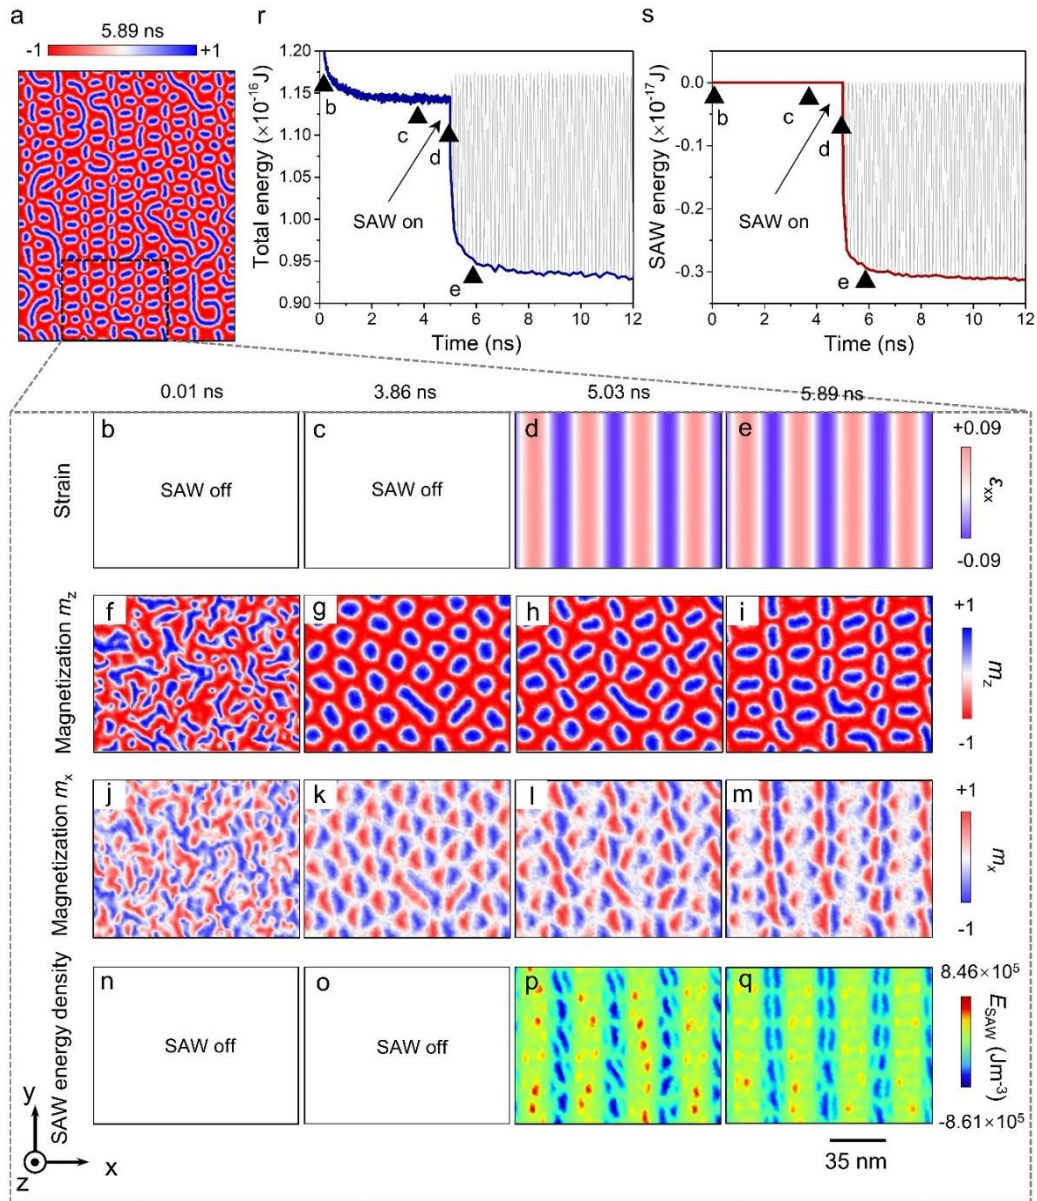 a
5.89 ns
-1
+1
r
1.20
1.15
1.10
1.05
1.00
0.95
0.90
Total energy (×10⁻¹⁶J)
b
c
d
SAW on
e
0 2 4 6 8 10 12
Time (ns)
s
0.0
-0.1
-0.2
-0.3
SAW energy (×10⁻¹⁷J)
b
c
d
SAW on
e
0 2 4 6 8 10 12
Time (ns)
0.01 ns
3.86 ns
5.03 ns
5.89 ns
Strain
b
SAW off
c
SAW off
d
e
+0.09
εxx
-0.09
Magnetization mz
f
g
h
i
+1
mz
-1
Magnetization mx
j
k
l
m
+1
mx
-1
SAW energy density
n
SAW off
o
SAW off
p
q
8.46×10⁵
ESAW (Jm⁻³)
-8.61×10⁵
y
z
x
35 nm